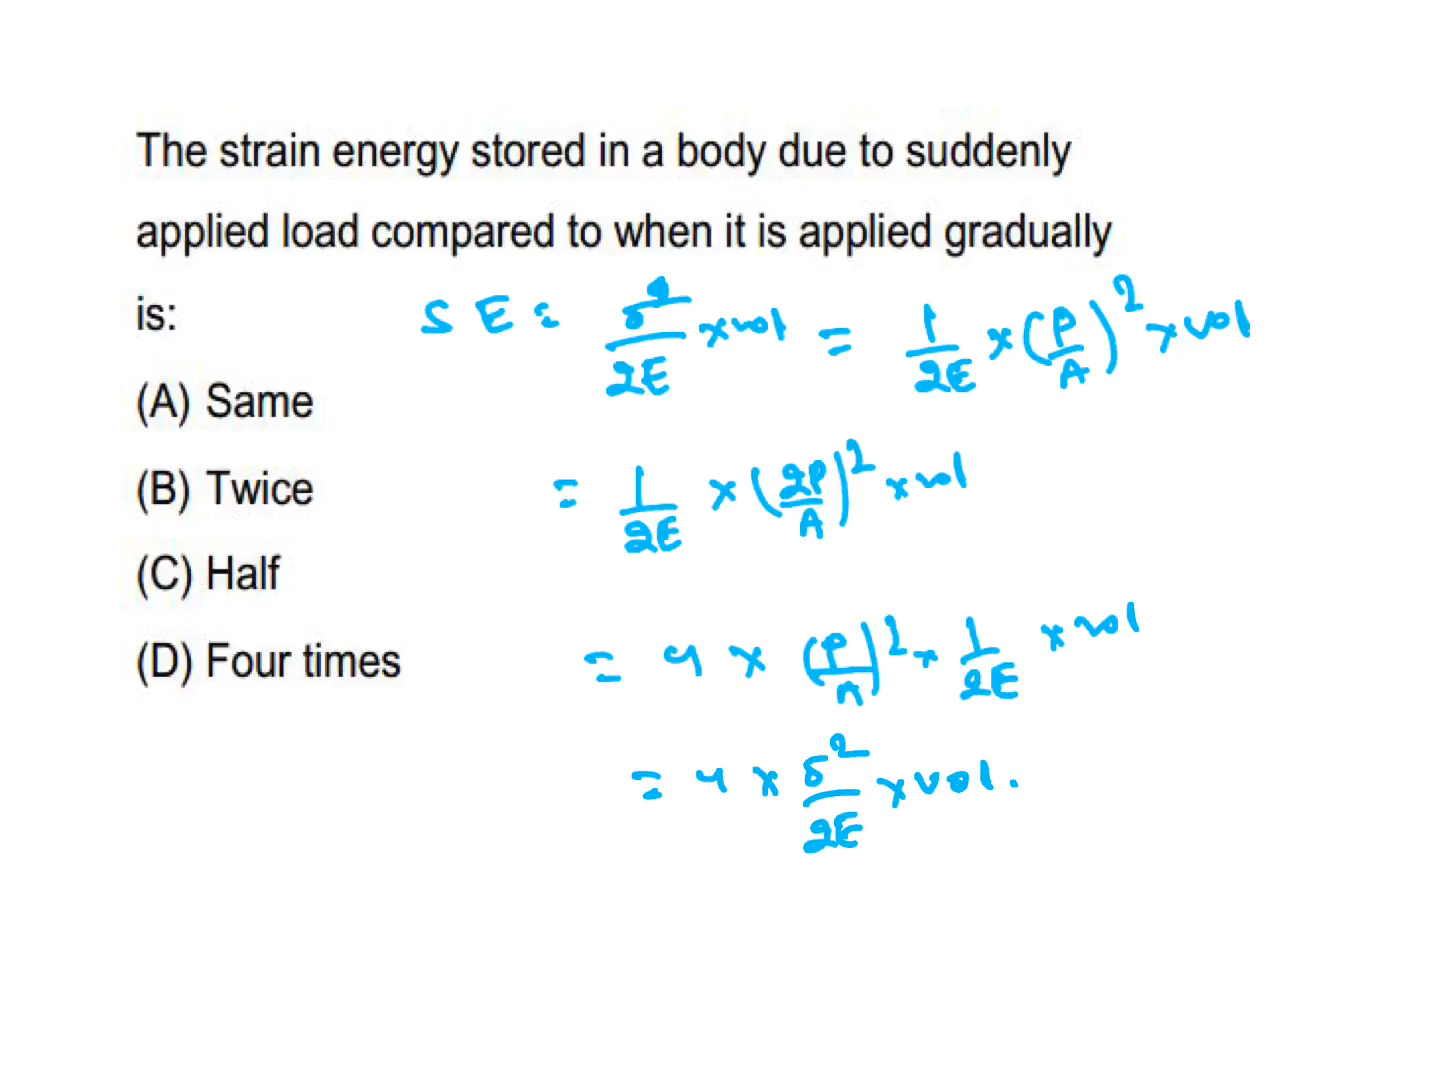 The strain energy stored in a body due to suddenly
applied load compared to when it is applied gradually
is:
S E = σ²/2E × vol = 1/2E × (P/A)² × vol
(A) Same
= 1/2E × (2P/A)² × vol
(B) Twice
(C) Half
= 4 × (P/A)² × 1/2E × vol
(D) Four times
= 4 × σ²/2E × vol.